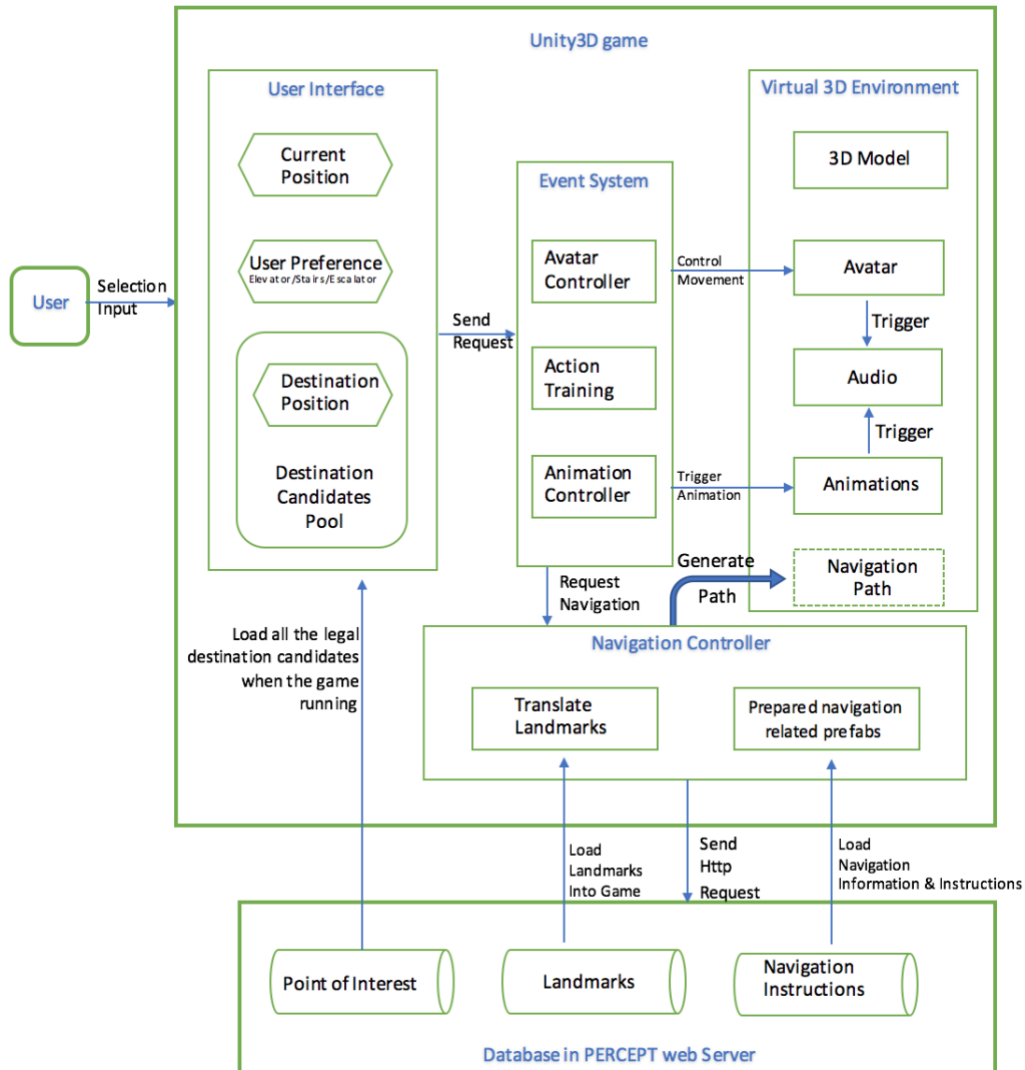 Unity3D game
User Interface
Current
Position
User Preference
Elevator/Stairs/Escalator
Destination
Position
Destination
Candidates
Pool
User
Selection
Input
Send
Request
Event System
Avatar
Controller
Action
Training
Animation
Controller
Control
Movement
Trigger
Animation
Virtual 3D Environment
3D Model
Avatar
Trigger
Audio
Trigger
Animations
Navigation
Path
Generate
Path
Request
Navigation
Navigation Controller
Translate
Landmarks
Prepared navigation
related prefabs
Load all the legal
destination candidates
when the game
running
Load
Landmarks
Into Game
Send
Http
Request
Load
Navigation
Information & Instructions
Point of Interest
Landmarks
Navigation
Instructions
Database in PERCEPT web Server